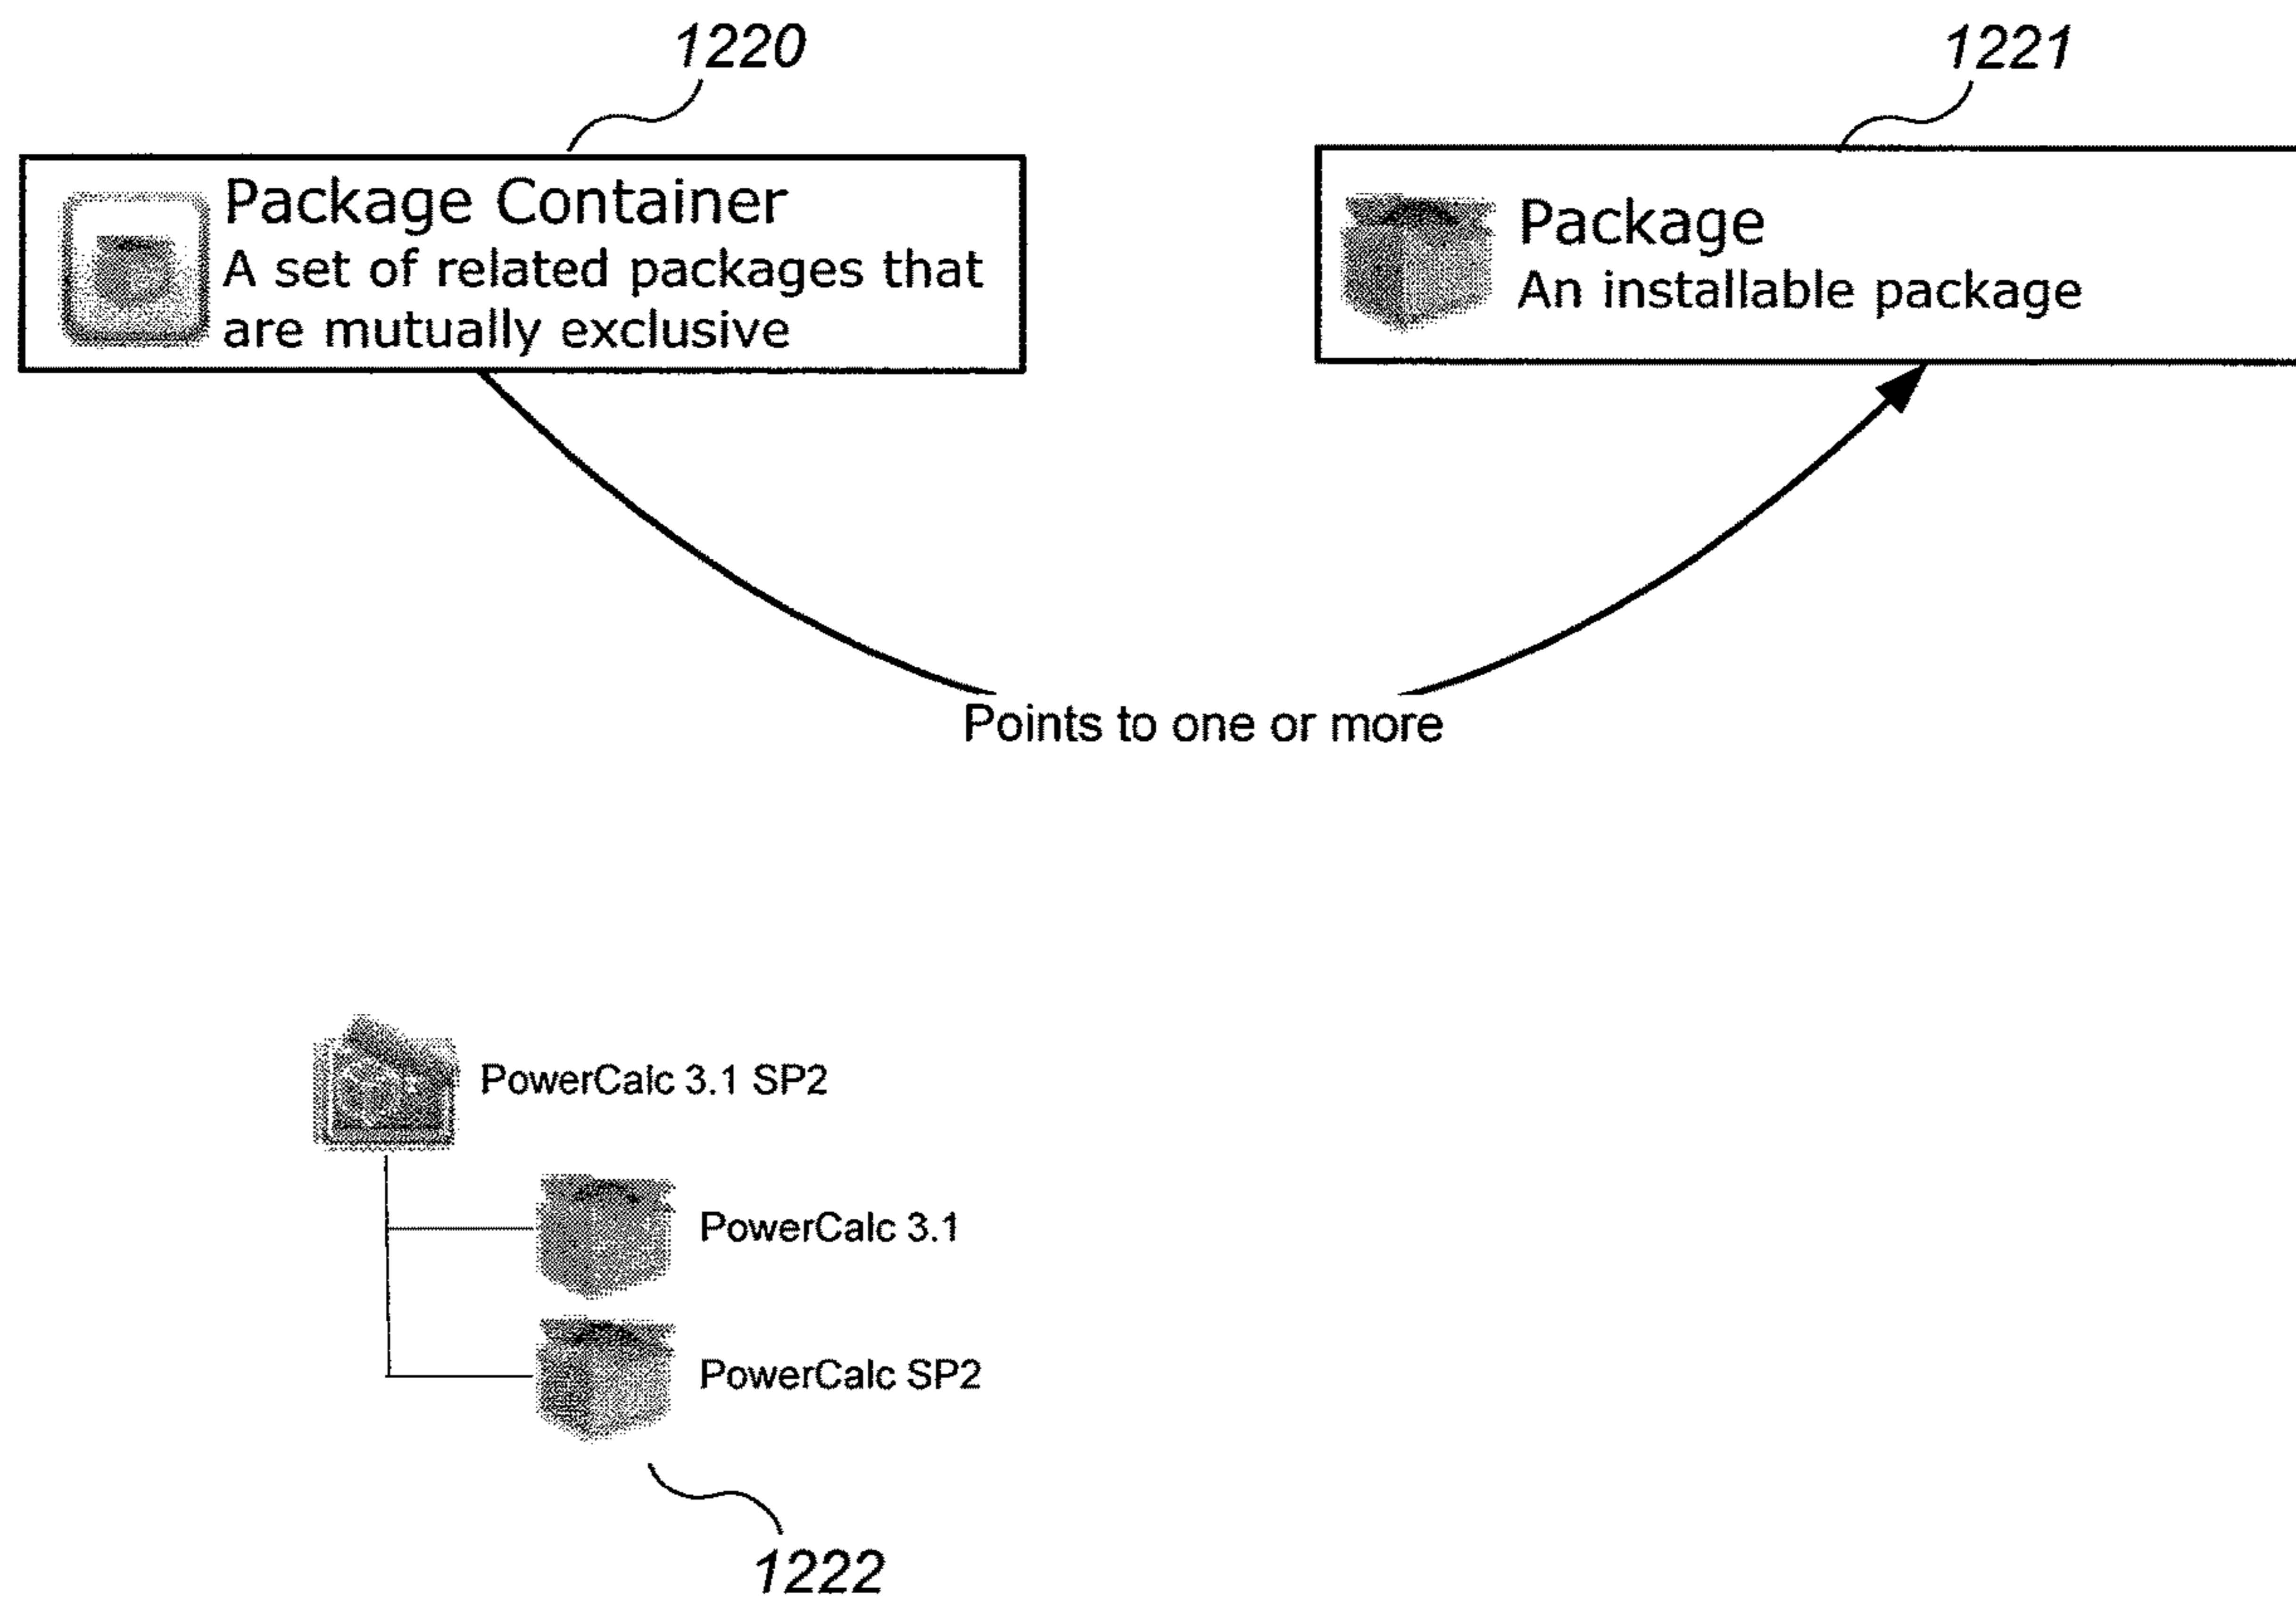 1220
1221
Package Container
A set of related packages that
are mutually exclusive
Package
An installable package
Points to one or more
PowerCalc 3.1 SP2
PowerCalc 3.1
PowerCalc SP2
1222